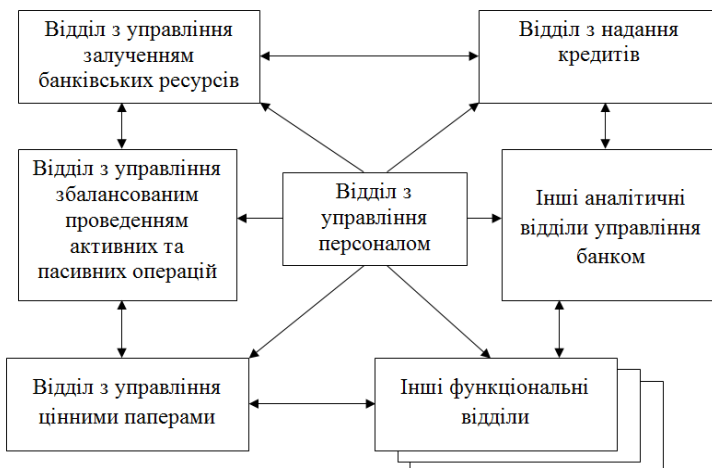 Відділ з управління
залученням
банківських ресурсів
Відділ з надання
кредитів
Відділ з управління
збалансованим
проведенням
активних та
пасивних операцій
Відділ з
управління
персоналом
Інші аналітичні
відділи управління
банком
Відділ з управління
цінними паперами
Інші функціональні
відділи